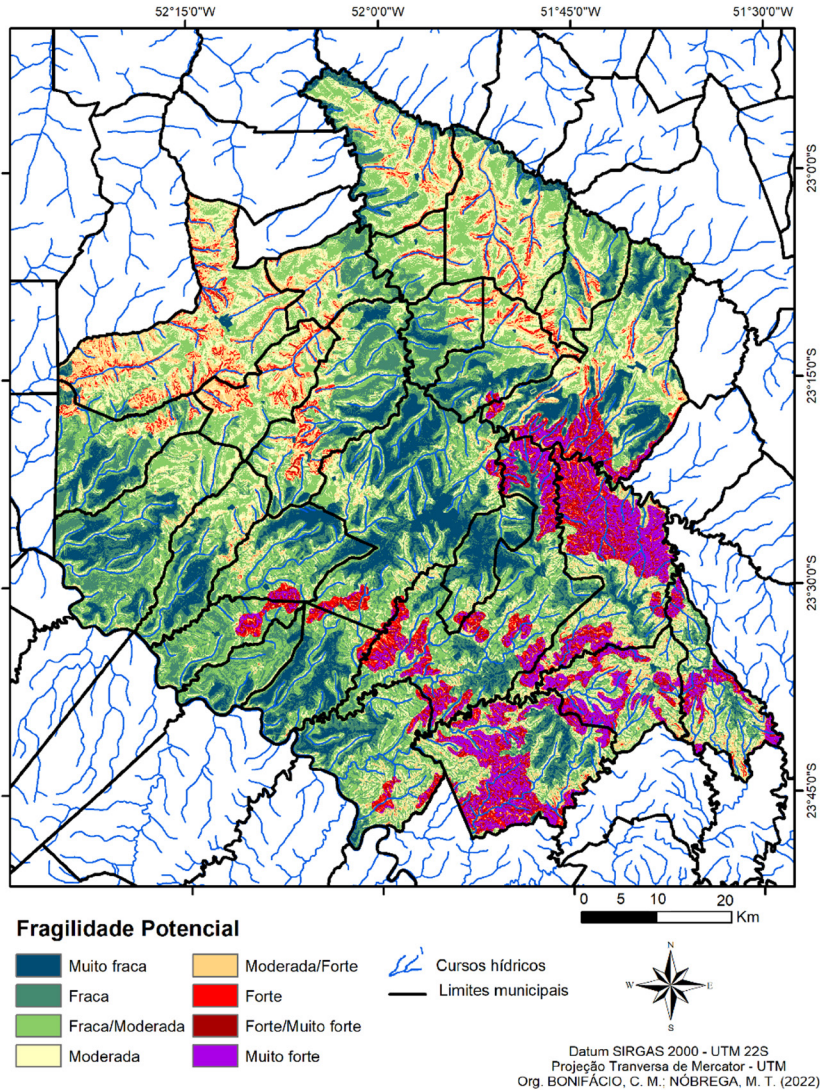 52°15'0"W 52°0'0"W 51°45'0"W 51°30'0"W
23°0'0"S
23°15'0"S
23°30'0"S
23°45'0"S
0 5 10 20
Km
Fragilidade Potencial
Muito fraca
Fraca
Fraca/Moderada
Moderada
Moderada/Forte
Forte
Forte/Muito forte
Muito forte
Cursos hídricos
Limites municipais
N
W E
S
Datum SIRGAS 2000 - UTM 22S
Projeção Tranversa de Mercator - UTM
Org. BONIFÁCIO, C. M.; NÓBREGA, M. T. (2022)